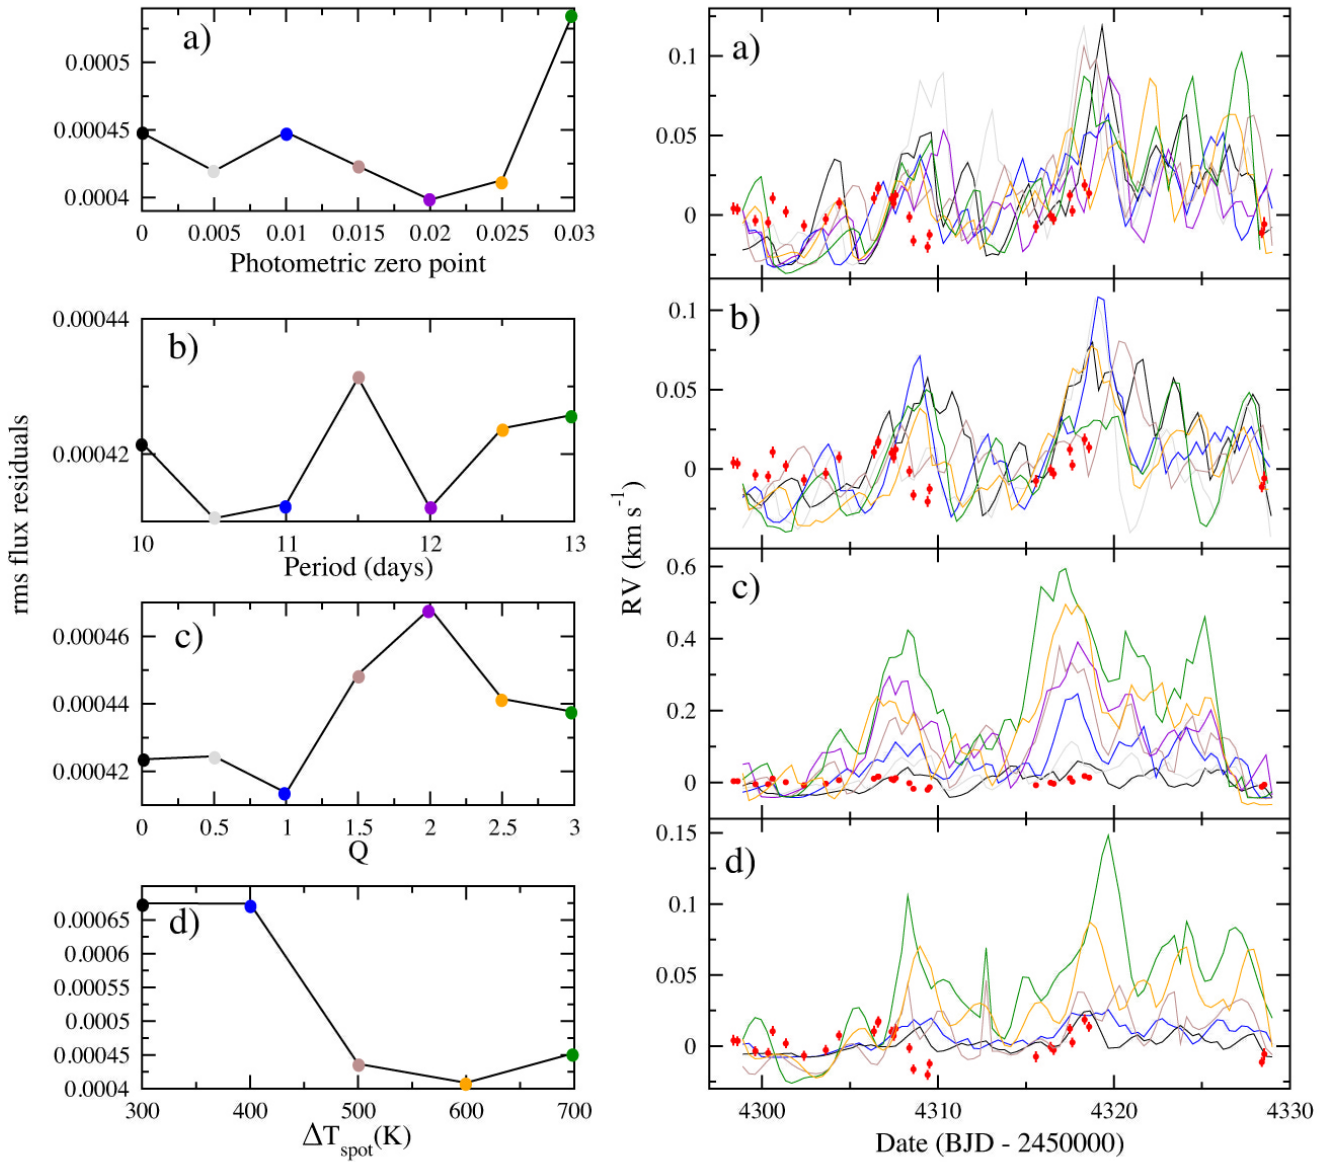 rms flux residuals
a)
0.0005
0.00045
0.0004
0 0.005 0.01 0.015 0.02 0.025 0.03
Photometric zero point
b)
0.00044
0.00042
10 11 12 13
Period (days)
c)
0.00046
0.00044
0.00042
0 0.5 1 1.5 2 2.5 3
Q
d)
0.00065
0.0006
0.00055
0.0005
0.00045
0.0004
300 400 500 600 700
ΔT_spot(K)
RV (km s⁻¹)
a)
0.1
0.05
0
b)
0.1
0.05
0
c)
0.6
0.4
0.2
0
d)
0.15
0.1
0.05
0
4300 4310 4320 4330
Date (BJD - 2450000)